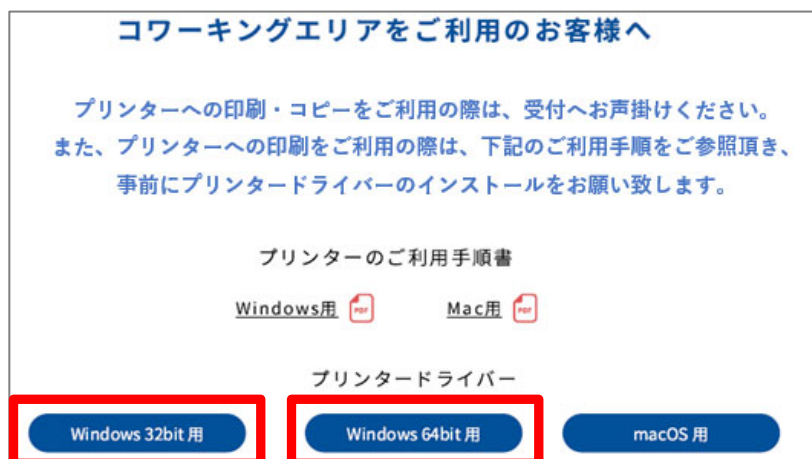 コワーキングエリアをご利用のお客様へ
プリンターへの印刷・コピーをご利用の際は、受付へお声掛けください。
また、プリンターへの印刷をご利用の際は、下記のご利用手順をご参照頂き、
事前にプリンタードライバーのインストールをお願い致します。
プリンターのご利用手順書
Windows用 PDF Mac用 PDF
プリンタードライバー
Windows 32bit 用 Windows 64bit 用 macOS 用